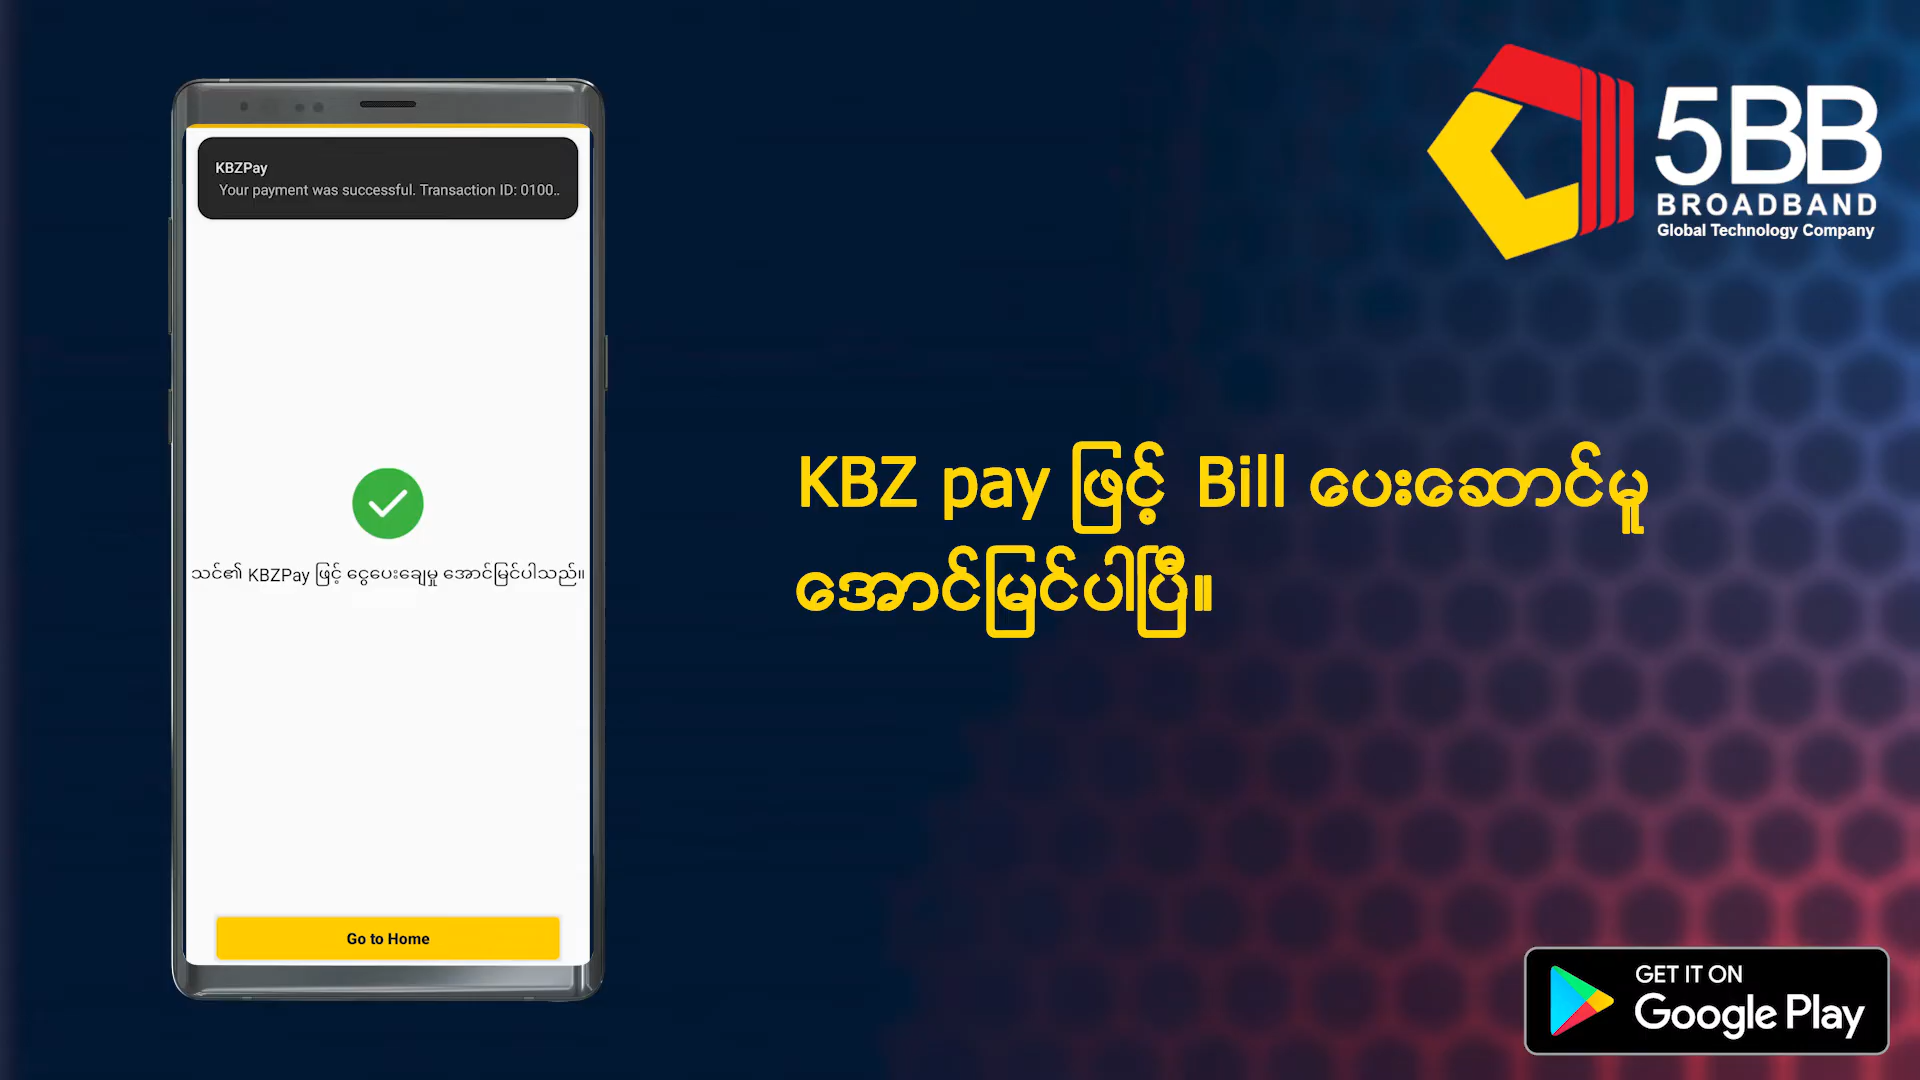 KBZPay
Your payment was successful. Transaction ID: 0100..
သင်၏ KBZPay ဖြင့် ငွေပေးချေမှု အောင်မြင်ပါသည်။
Go to Home
5BB
BROADBAND
Global Technology Company
KBZ pay ဖြင့် Bill ပေးဆောင်မူ
အောင်မြင်ပါပြီ။
GET IT ON
Google Play